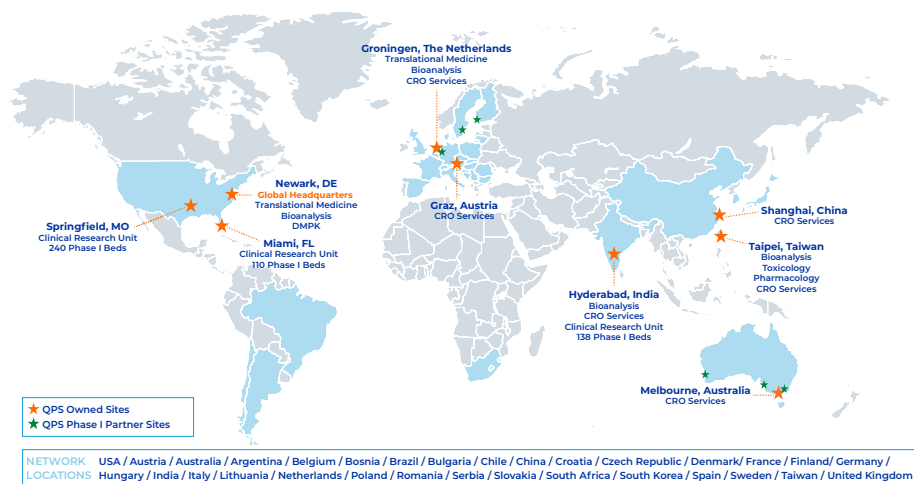 Groningen, The Netherlands
Translational Medicine
Bioanalysis
CRO Services
Newark, DE
Global Headquarters
Translational Medicine
Bioanalysis
DMPK
Springfield, MO
Clinical Research Unit
240 Phase I Beds
Miami, FL
Clinical Research Unit
110 Phase I Beds
Graz, Austria
CRO Services
Shanghai, China
CRO Services
Taipei, Taiwan
Bioanalysis
Toxicology
Pharmacology
CRO Services
Hyderabad, India
Bioanalysis
CRO Services
Clinical Research Unit
138 Phase I Beds
Melbourne, Australia
CRO Services
QPS Owned Sites
QPS Phase I Partner Sites
NETWORK USA / Austria / Australia / Argentina / Belgium / Bosnia / Brazil / Bulgaria / Chile / China / Croatia / Czech Republic / Denmark/ France / Finland/ Germany /
LOCATIONS Hungary / India / Italy / Lithuania / Netherlands / Poland / Romania / Serbia / Slovakia / South Africa / South Korea / Spain / Sweden / Taiwan / United Kingdom